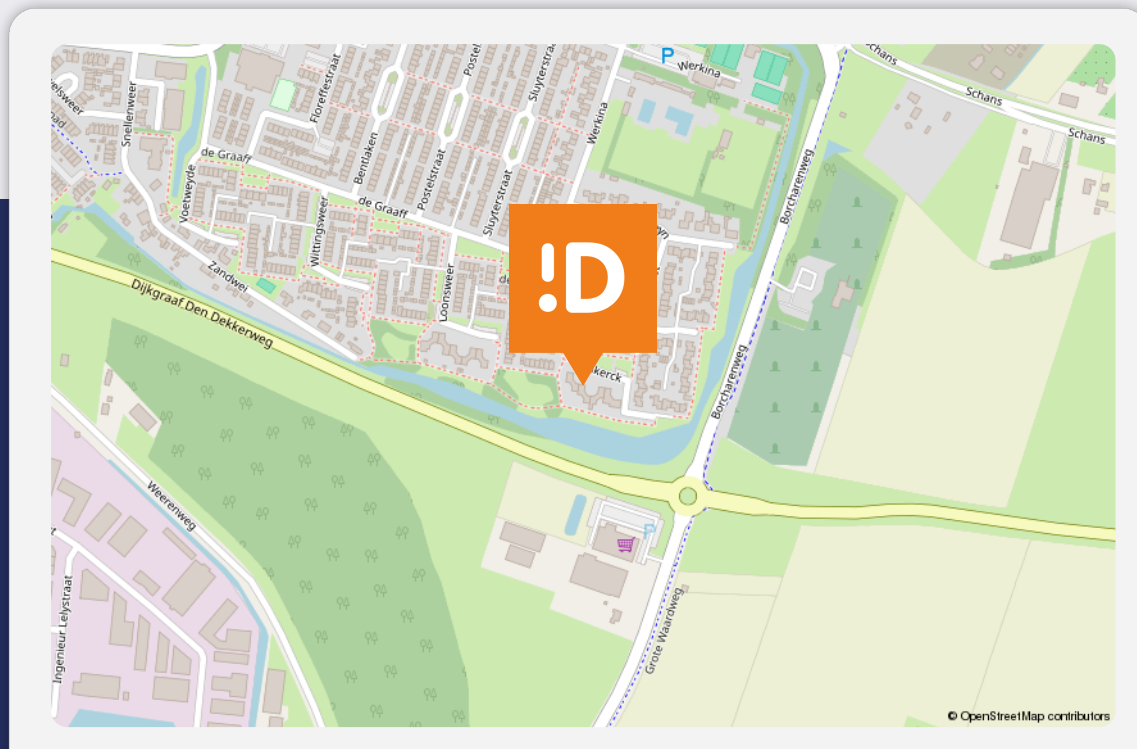 Werkina
Schans
Schans
Schans
Snellenweer
Floreffestraat
Sluyterstraat
Werkina
de Graaff
Bentlaken
Postelstraat
Voetweyde
Wittingsweer
de Graaff
Sluyterstraat
Borcharenweg
Zandwei
Loonsweer
!D
Dijkgraaf Den Dekkerweg
Borcharenweg
Weerenweg
P
P
Ingenieur Lelystraat
Grote Waardweg
© OpenStreetMap contributors